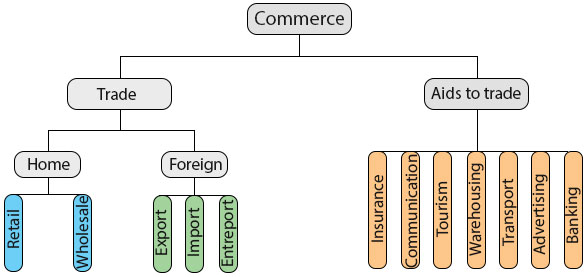 Commerce
Trade
Aids to trade
Home
Foreign
Retail
Wholesale
Export
Import
Entreport
Insurance
Communication
Tourism
Warehousing
Transport
Advertising
Banking